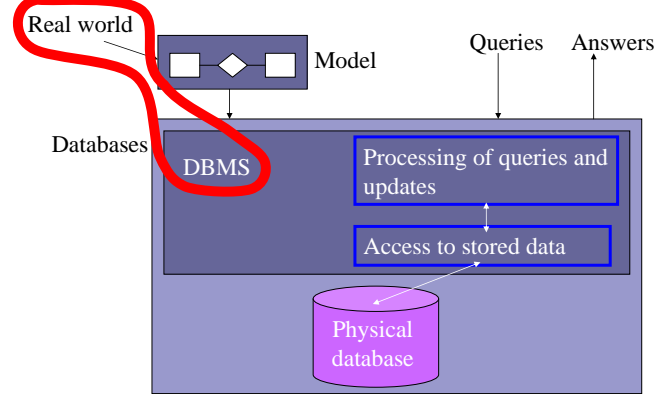 Real world
Model
Queries
Answers
Databases
DBMS
Processing of queries and
updates
Access to stored data
Physical
database